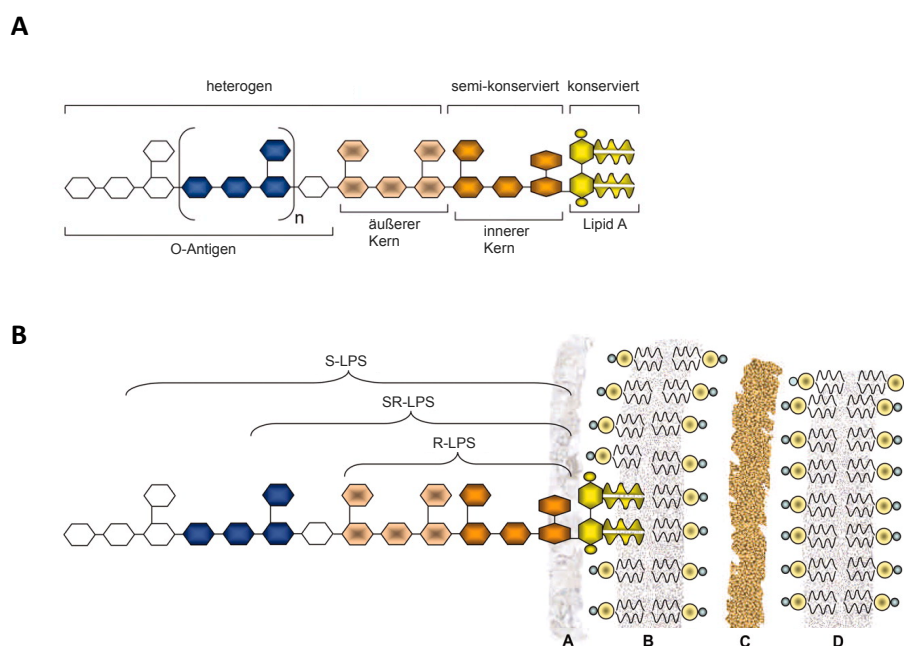 A
heterogen
semi-konserviert
konserviert
n
O-Antigen
äußerer
Kern
innerer
Kern
Lipid A
B
S-LPS
SR-LPS
R-LPS
A
B
C
D